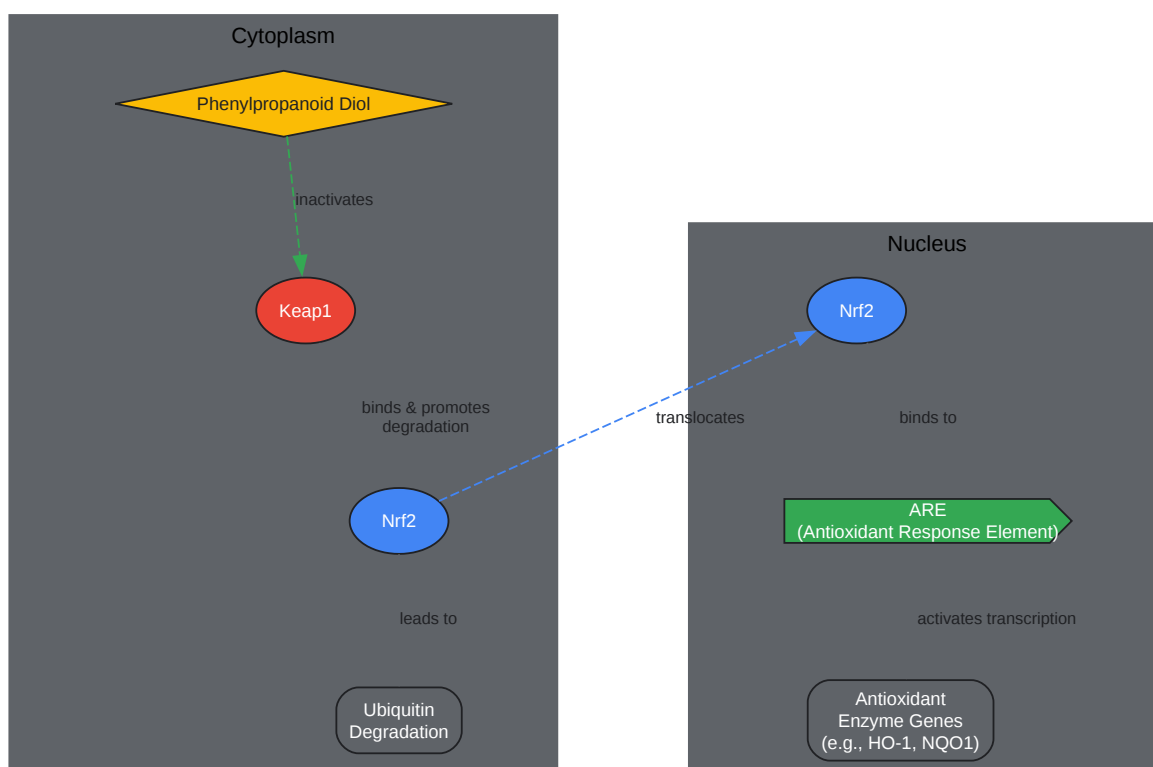 Cytoplasm
Phenylpropanoid Diol
inactivates
Keap1
binds & promotes
degradation
Nrf2
leads to
Ubiquitin
Degradation
translocates
Nucleus
Nrf2
binds to
ARE
(Antioxidant Response Element)
activates transcription
Antioxidant
Enzyme Genes
(e.g., HO-1, NQO1)